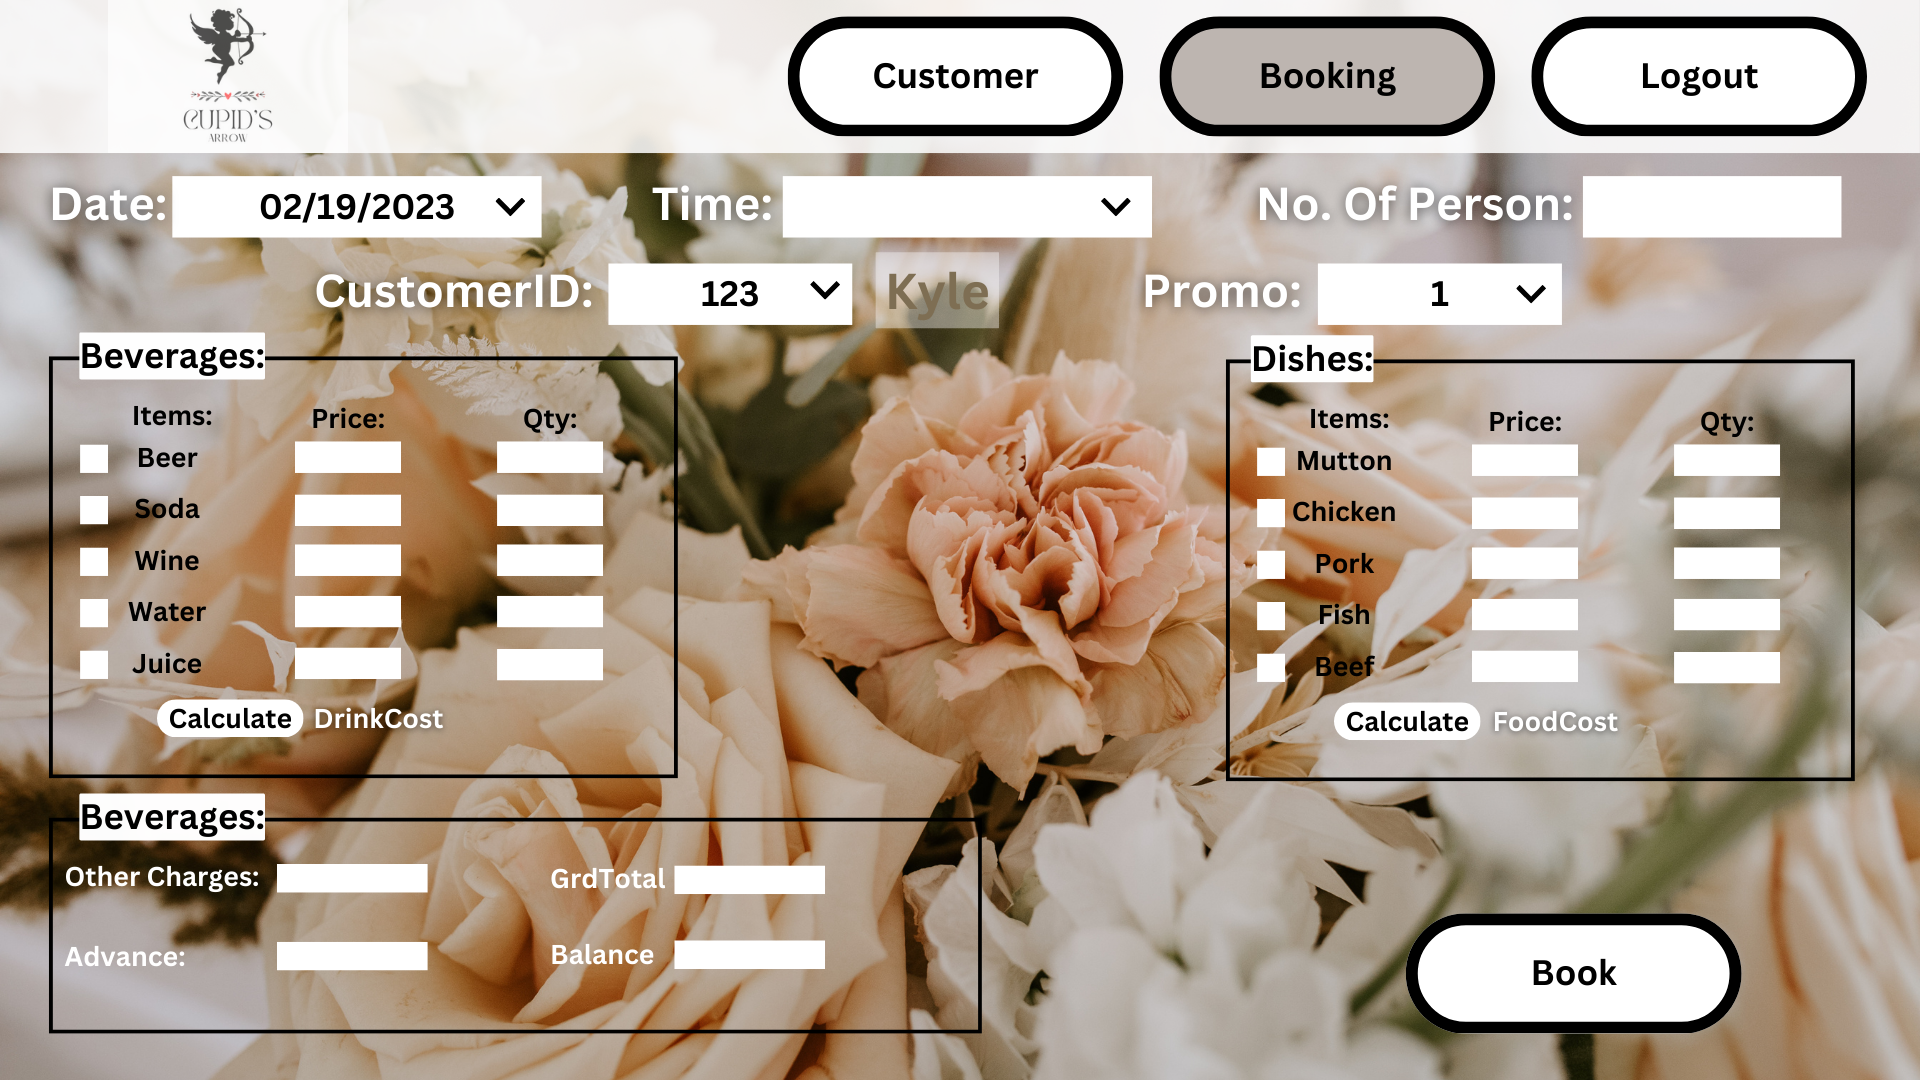 CUPID'S
ARROW
Customer
Booking
Logout
Date: 02/19/2023
Time:
No. Of Person:
CustomerID: 123 Kyle
Promo: 1
Beverages:
Items: Price: Qty:
Beer
Soda
Wine
Water
Juice
Calculate DrinkCost
Dishes:
Items: Price: Qty:
Mutton
Chicken
Pork
Fish
Beef
Calculate FoodCost
Beverages:
Other Charges:
GrdTotal
Advance:
Balance
Book